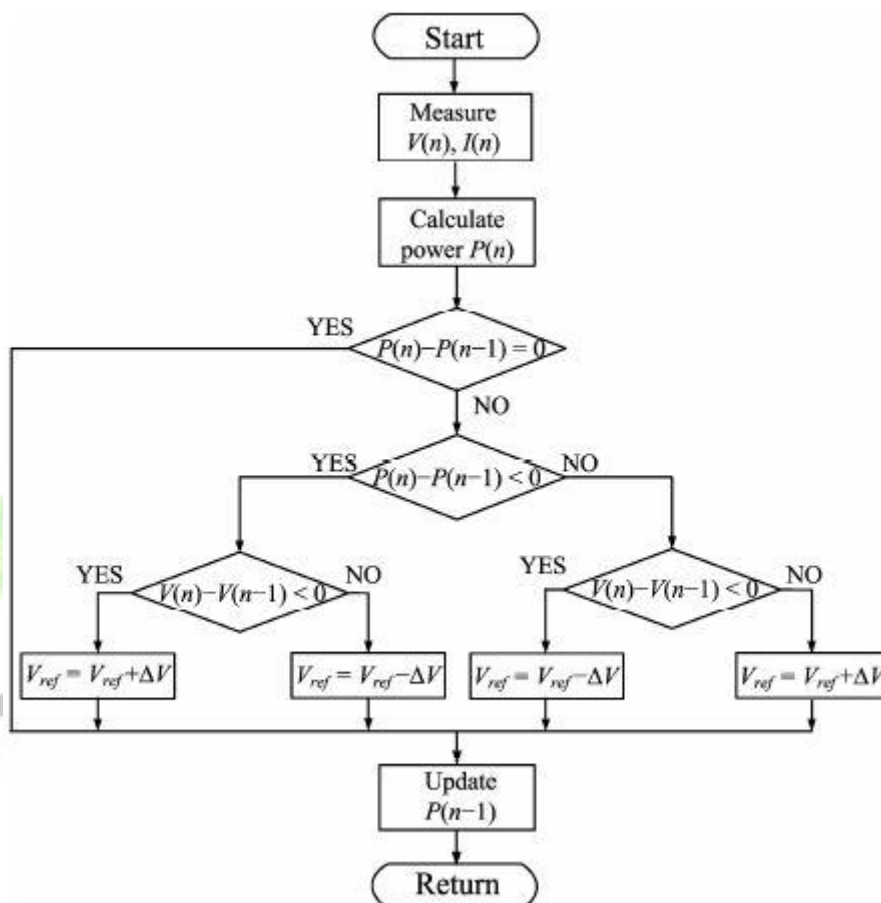 Start
Measure
V(n), I(n)
Calculate
power P(n)
YES
P(n)−P(n−1) = 0
NO
YES
P(n)−P(n−1) < 0
NO
YES
V(n)−V(n−1) < 0
NO
YES
V(n)−V(n−1) < 0
NO
Vref = Vref+ΔV
Vref = Vref−ΔV
Vref = Vref−ΔV
Vref = Vref+ΔV
Update
P(n−1)
Return